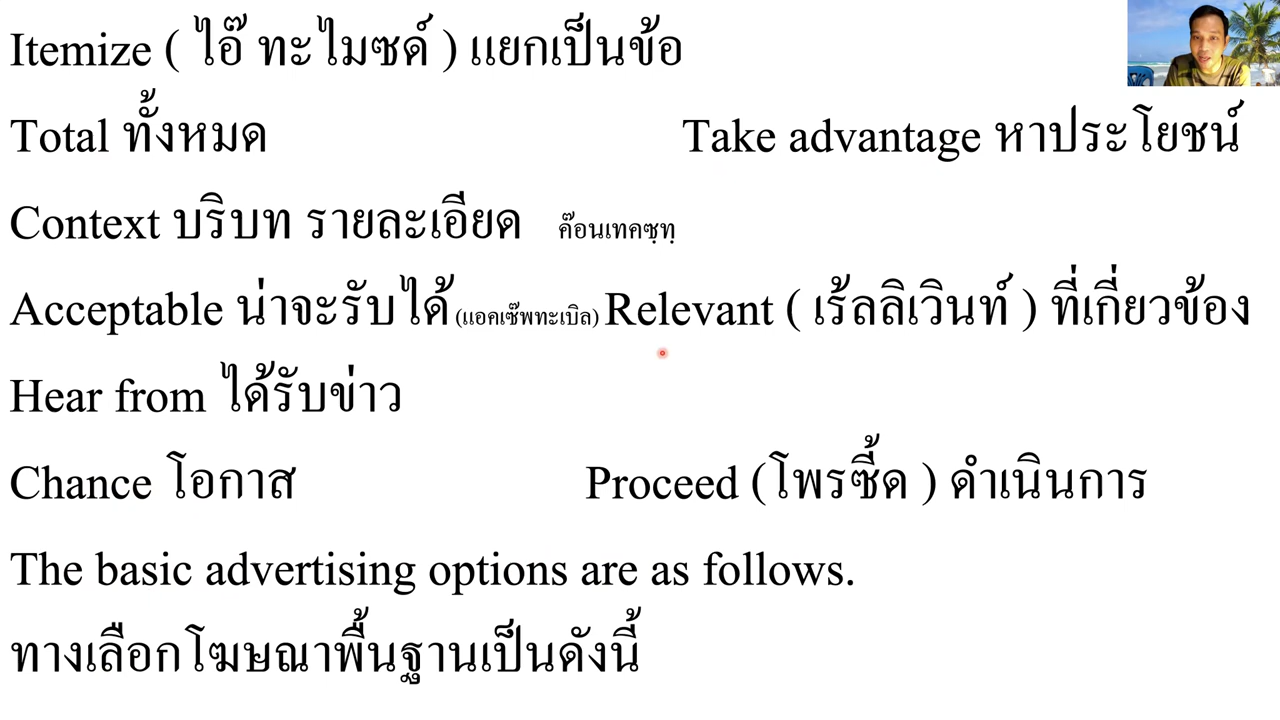 Itemize ( ไอ๊ ทะไมซด์ ) แยกเป็นข้อ
Total ทั้งหมด Take advantage หาประโยชน์
Context บริบท รายละเอียด ค๊อนเทคซฺทฺ
Acceptable น่าจะรับได้ (แอคเซ๊พทะเบิล) Relevant ( เร้ลลิเวินท์ ) ที่เกี่ยวข้อง
Hear from ได้รับข่าว
Chance โอกาส Proceed (โพรซี้ด ) ดำเนินการ
The basic advertising options are as follows.
ทางเลือกโฆษณาพื้นฐานเป็นดังนี้